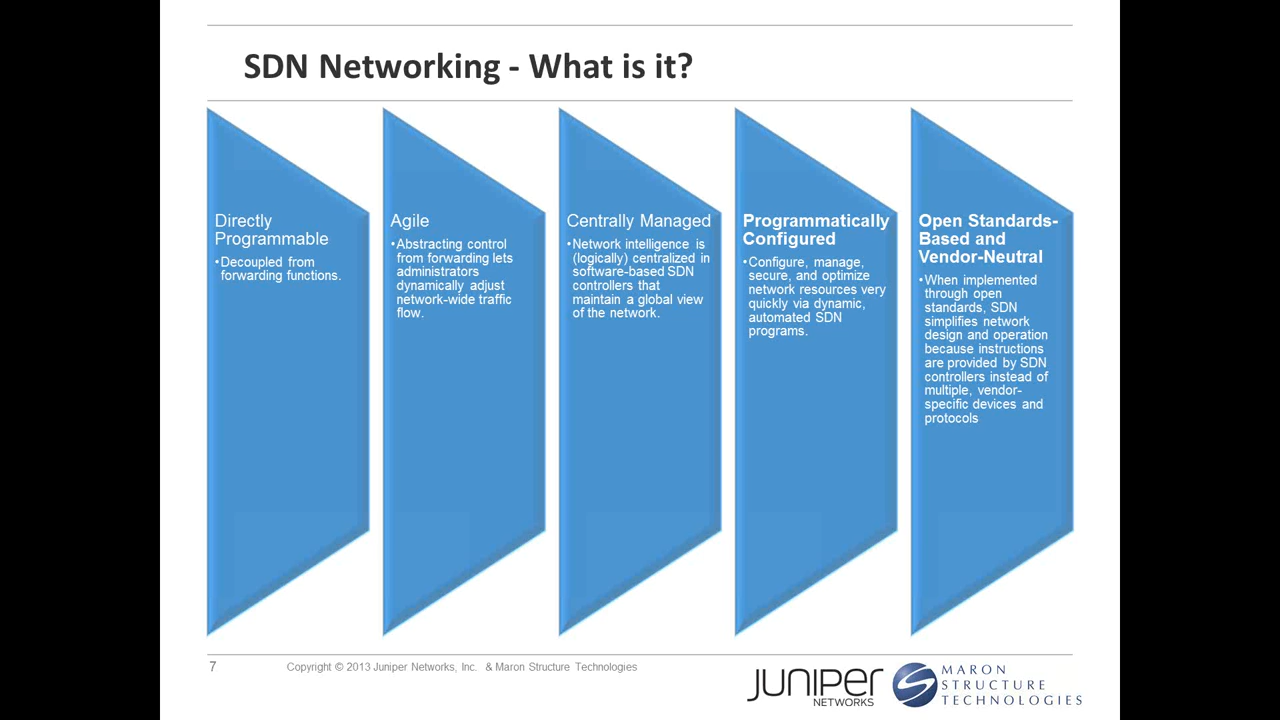 SDN Networking - What is it?
Directly
Programmable
•Decoupled from
forwarding functions.
Agile
•Abstracting control
from forwarding lets
administrators
dynamically adjust
network-wide traffic
flow.
Centrally Managed
•Network intelligence is
(logically) centralized in
software-based SDN
controllers that
maintain a global view
of the network.
Programmatically
Configured
•Configure, manage,
secure, and optimize
network resources very
quickly via dynamic,
automated SDN
programs.
Open Standards-
Based and
Vendor-Neutral
•When implemented
through open
standards, SDN
simplifies network
design and operation
because instructions
are provided by SDN
controllers instead of
multiple, vendor-
specific devices and
protocols
7
Copyright © 2013 Juniper Networks, Inc. & Maron Structure Technologies
JUNIPER
NETWORKS
MARON
STRUCTURE
TECHNOLOGIES